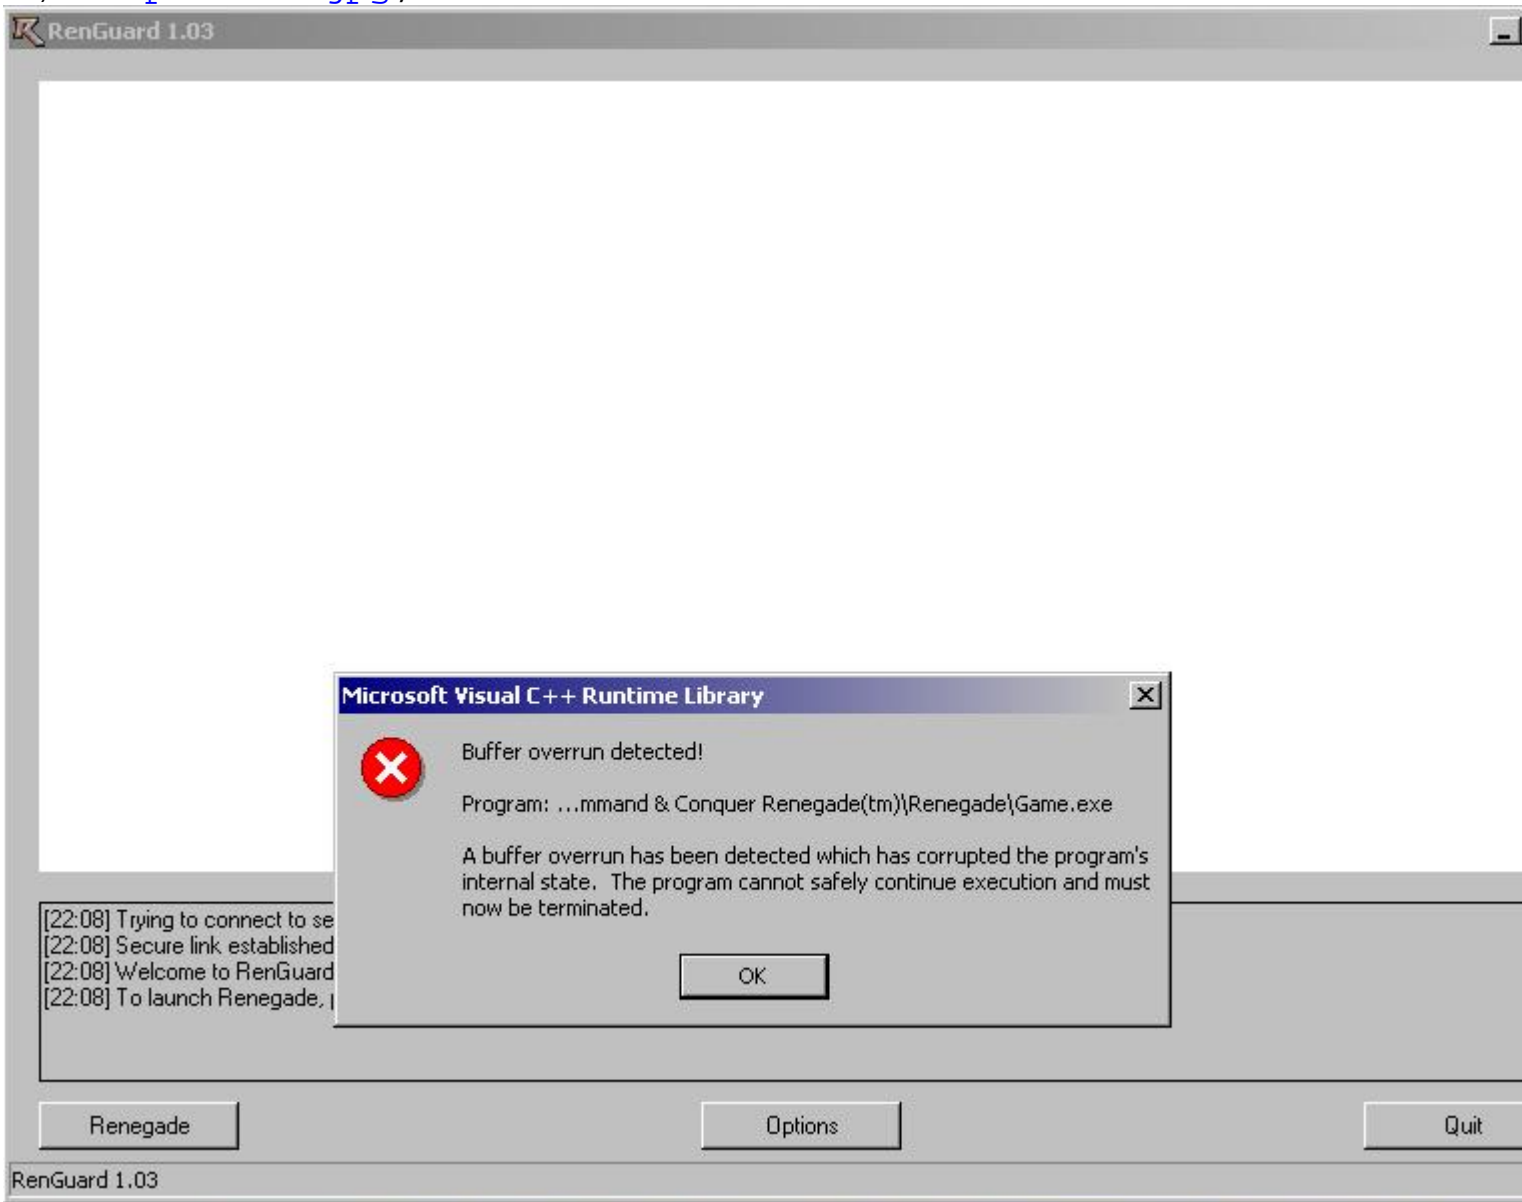 RenGuard 1.03
Microsoft Visual C++ Runtime Library
Buffer overrun detected!
Program: ...mmand & Conquer Renegade(tm)\Renegade\Game.exe
A buffer overrun has been detected which has corrupted the program's
internal state.  The program cannot safely continue execution and must
now be terminated.
OK
[22:08] Trying to connect to se
[22:08] Secure link established
[22:08] Welcome to RenGuard
[22:08] To launch Renegade,
Renegade
Options
Quit
RenGuard 1.03